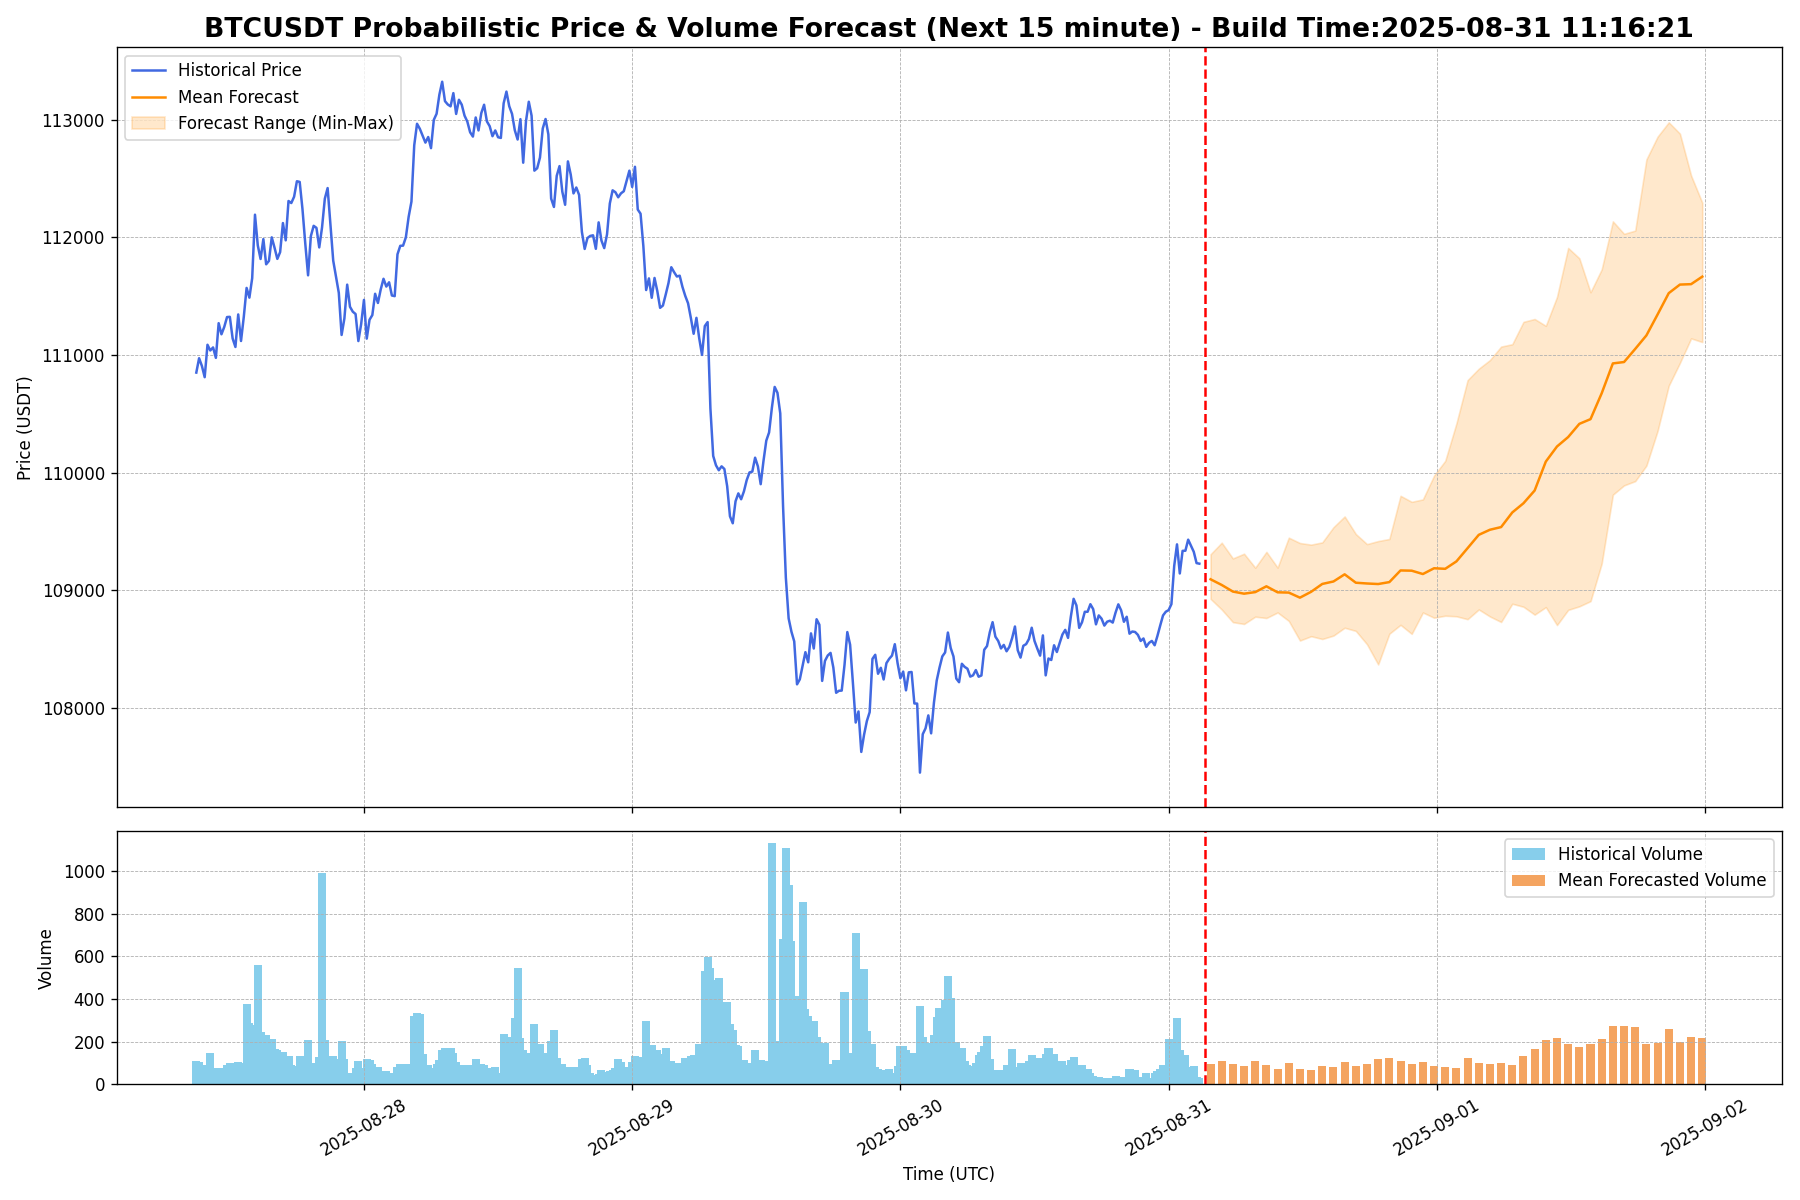 BTCUSDT Probabilistic Price & Volume Forecast (Next 15 minute) - Build Time:2025-08-31 11:16:21
Historical Price
Mean Forecast
Forecast Range (Min-Max)
113000
112000
111000
110000
109000
108000
Price (USDT)
Historical Volume
Mean Forecasted Volume
1000
800
600
400
200
0
Volume
2025-08-28
2025-08-29
2025-08-30
2025-08-31
2025-09-01
2025-09-02
Time (UTC)